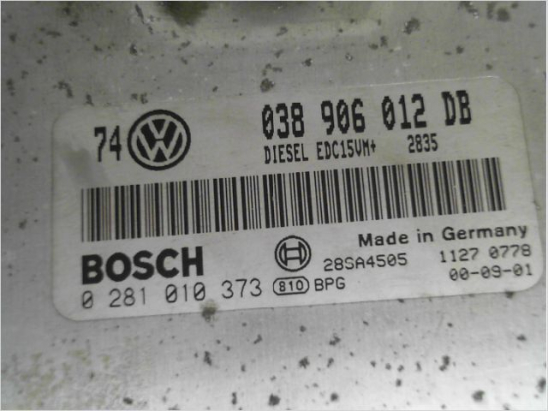 74 VW 038 906 012 DB
DIESEL EDC15VM+ 2835
BOSCH Made in Germany
28SA4505 1127 0778
0 281 010 373 810 BPG 00-09-01